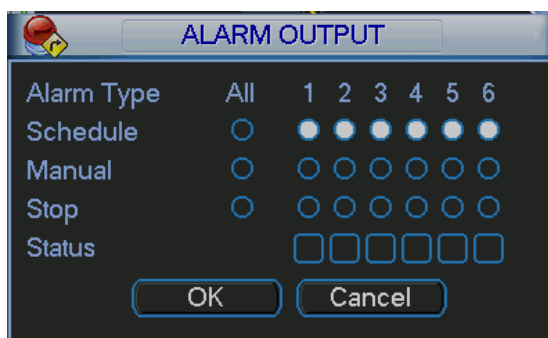 ALARM OUTPUT
Alarm Type All 1 2 3 4 5 6
Schedule
Manual
Stop
Status
OK Cancel